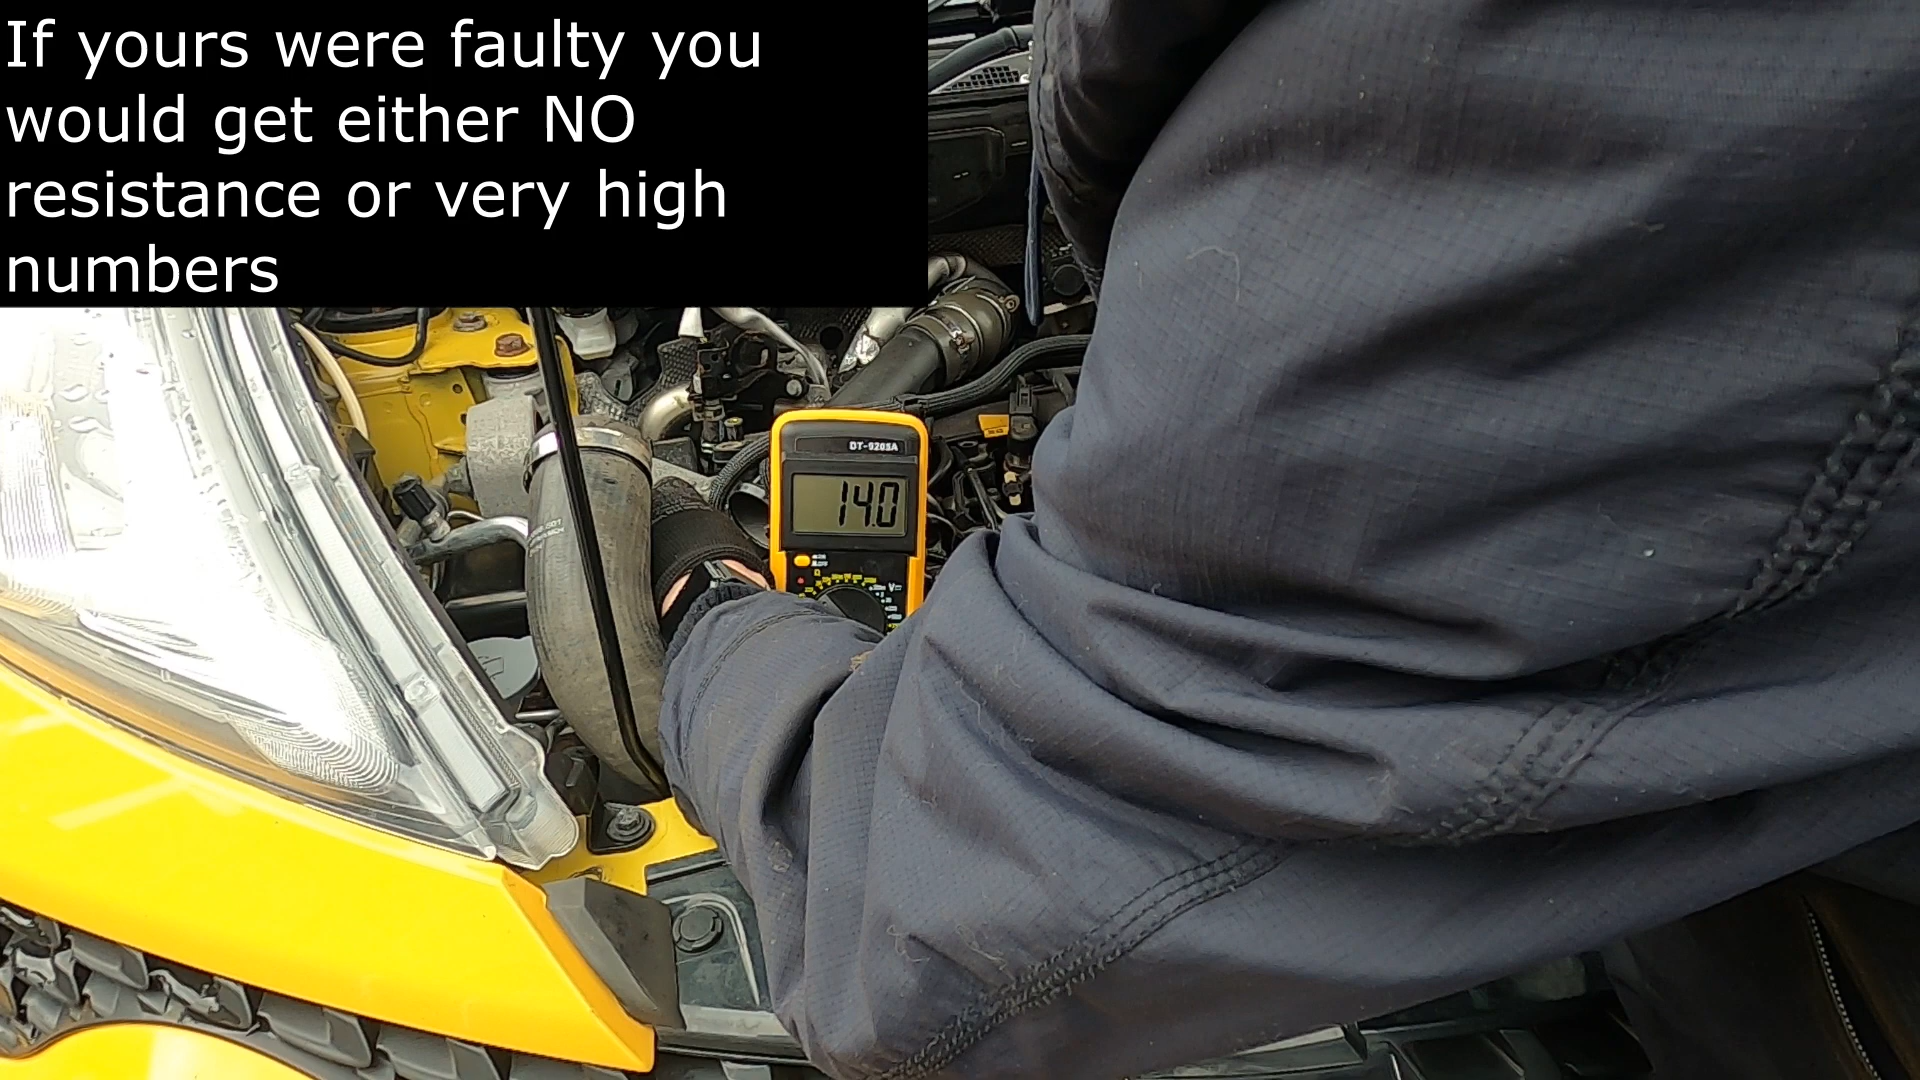 If yours were faulty you
would get either NO
resistance or very high
numbers
DT-9205A
14.0